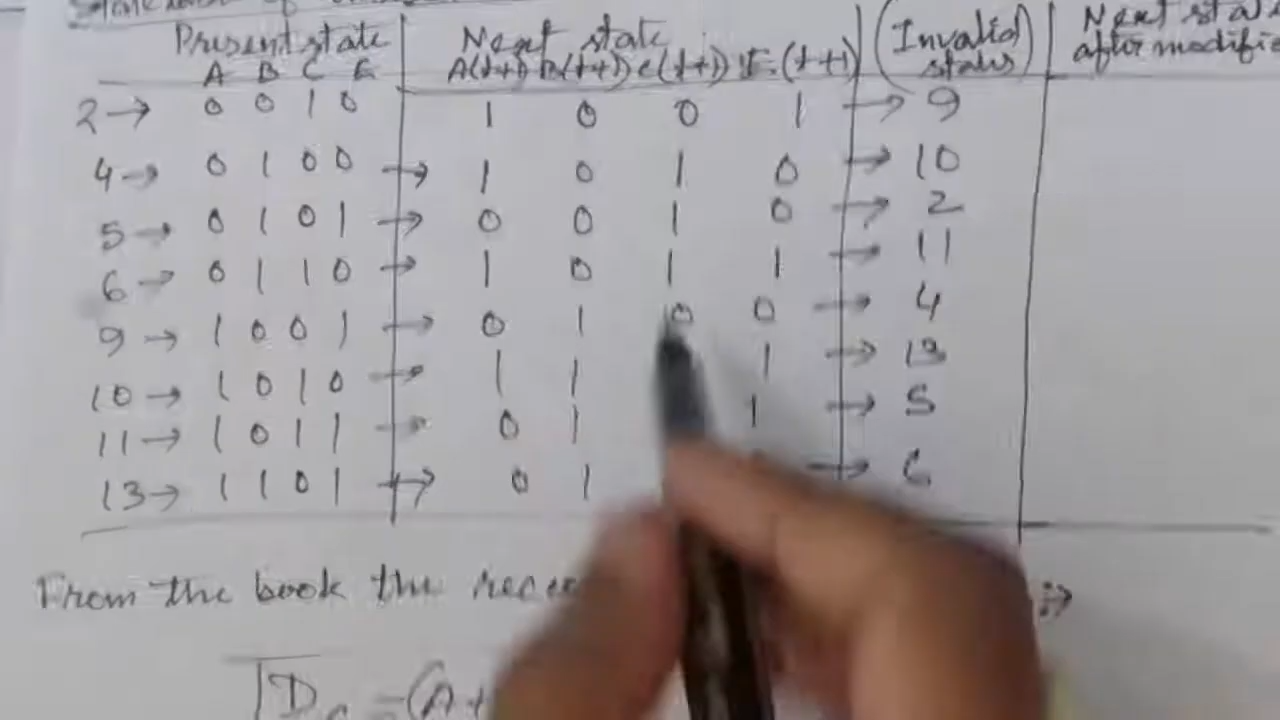 Present state Next state (Invalid states) Next state after modific
A B C E A(t+1) B(t+1) C(t+1) E(t+1)
2 → 0 0 1 0 1 0 0 1 → 9
4 → 0 1 0 0 → 1 0 1 0 → 10
5 → 0 1 0 1 → 0 0 1 0 → 2
6 → 0 1 1 0 → 1 0 1 1 → 11
9 → 1 0 0 1 → 0 1 0 0 → 4
10 → 1 0 1 0 → 1 1 1 → 13
11 → 1 0 1 1 → 0 1 1 → 5
13 → 1 1 0 1 → 0 1 → 6
From the book the